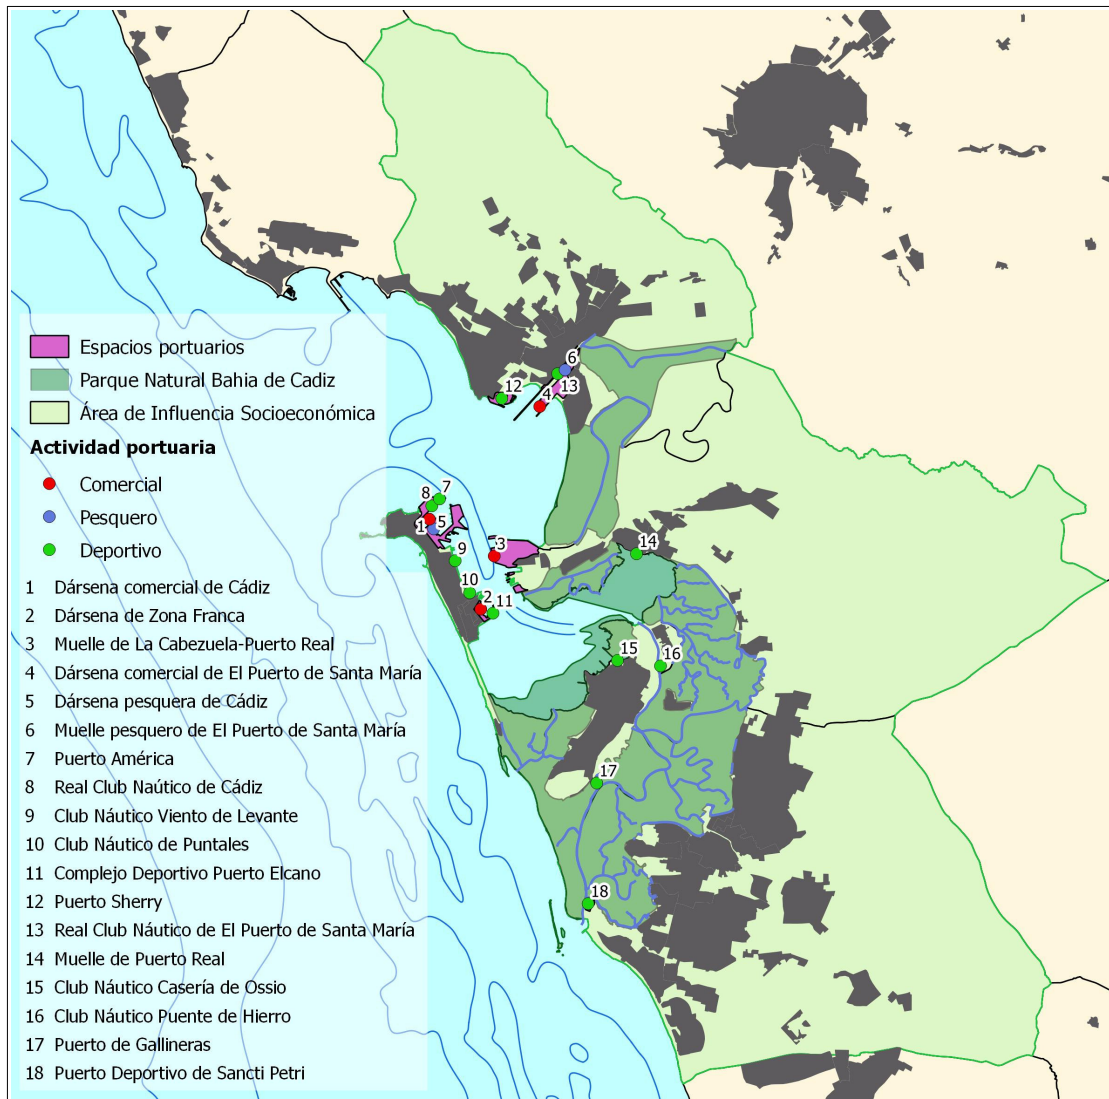 6
12
13
4
7
8
5
1
3
14
9
10
2
11
15
16
17
18
Espacios portuarios
Parque Natural Bahia de Cadiz
Área de Influencia Socioeconómica
Actividad portuaria
Comercial
Pesquero
Deportivo
1 Dársena comercial de Cádiz
2 Dársena de Zona Franca
3 Muelle de La Cabezuela-Puerto Real
4 Dársena comercial de El Puerto de Santa María
5 Dársena pesquera de Cádiz
6 Muelle pesquero de El Puerto de Santa María
7 Puerto América
8 Real Club Naútico de Cádiz
9 Club Náutico Viento de Levante
10 Club Náutico de Puntales
11 Complejo Deportivo Puerto Elcano
12 Puerto Sherry
13 Real Club Náutico de El Puerto de Santa María
14 Muelle de Puerto Real
15 Club Náutico Casería de Ossio
16 Club Náutico Puente de Hierro
17 Puerto de Gallineras
18 Puerto Deportivo de Sancti Petri